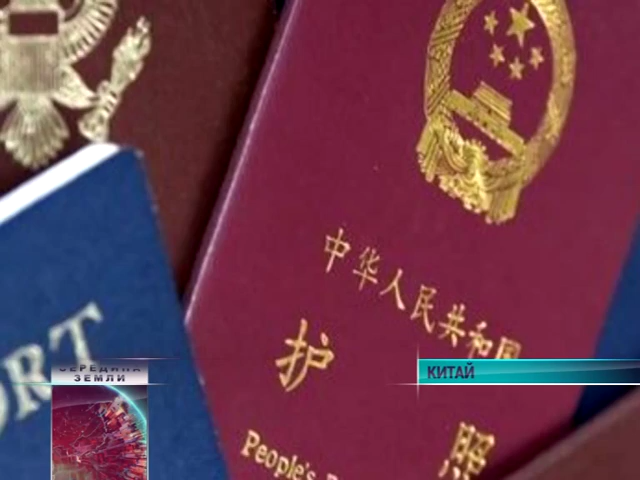 中华人民共和国
护
照
People's
ORT
СЕРЕДИНА
ЗЕМЛИ
КИТАЙ